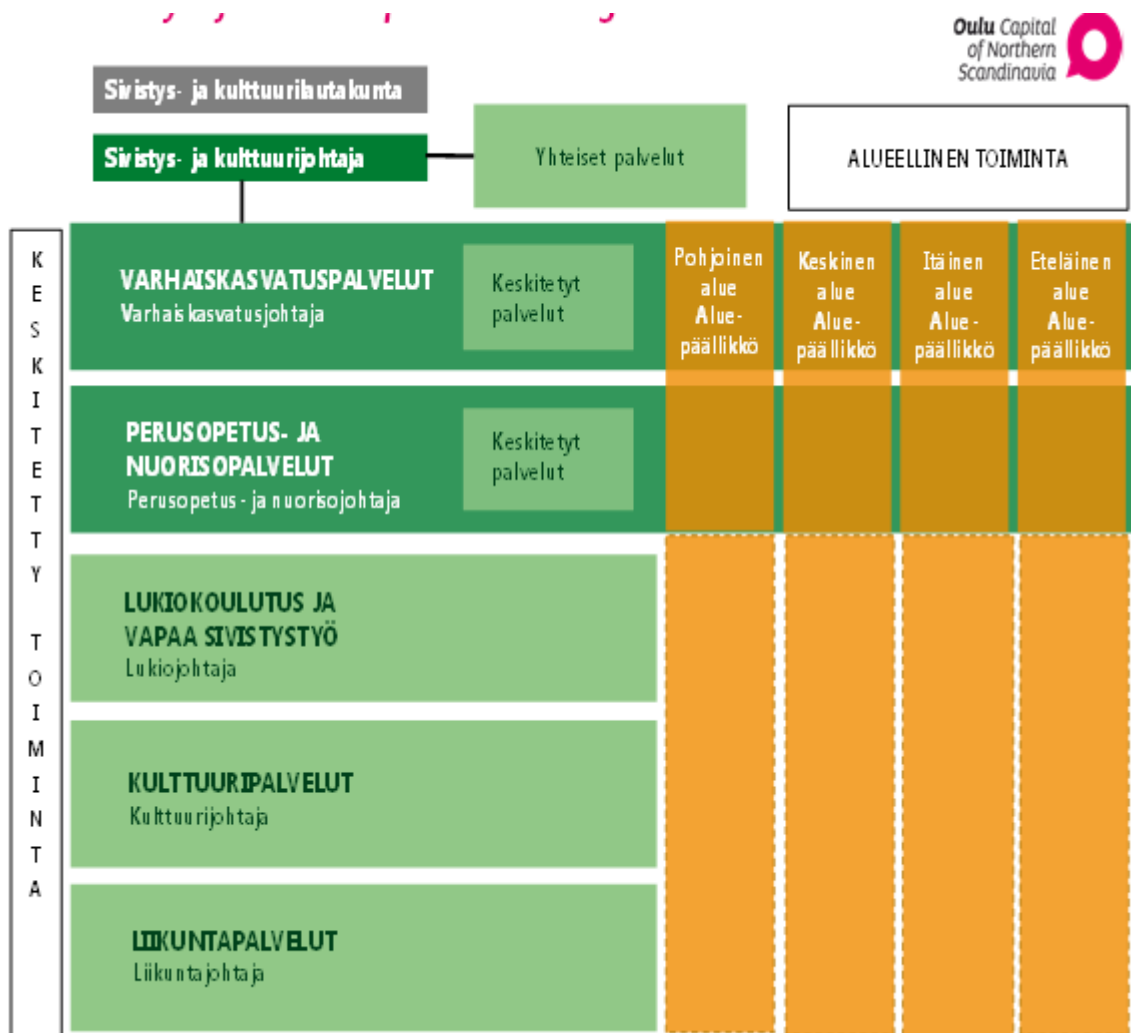 Oulu Capital
of Northern
Scandinavia
Sivistys- ja kulttuurilautakunta
Sivistys- ja kulttuurijohtaja
Yhteiset palvelut
ALUEELLINEN TOIMINTA
KESKITETTY TOIMINTA
VARHAISKASVATUSPALVELUT
Varhaiskasvatusjohtaja
Keskitetyt
palvelut
Pohjoinen
alue
Alue-
päällikkö
Keskinen
alue
Alue-
päällikkö
Itäinen
alue
Alue-
päällikkö
Eteläinen
alue
Alue-
päällikkö
PERUSOPETUS- JA
NUORISOPALVELUT
Perusopetus- ja nuorisojohtaja
Keskitetyt
palvelut
LUKIOKOULUTUS JA
VAPAA SIVISTYSTYÖ
Lukiojohtaja
KULTTUURIPALVELUT
Kulttuurijohtaja
LIIKUNTAPALVELUT
Liikuntajohtaja